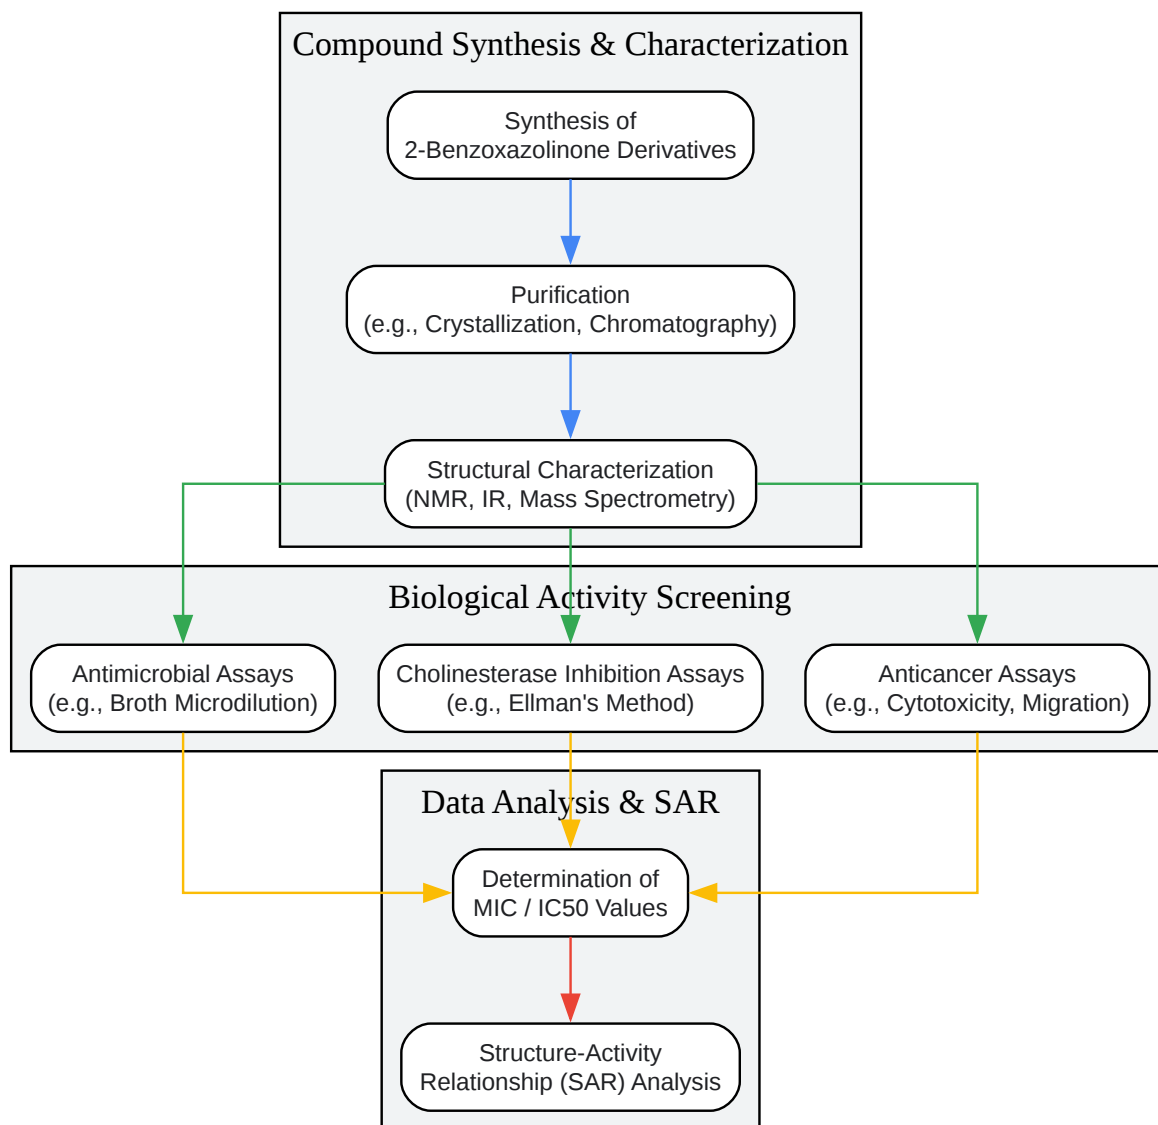 Compound Synthesis & Characterization
Synthesis of
2-Benzoxazolinone Derivatives
Purification
(e.g., Crystallization, Chromatography)
Structural Characterization
(NMR, IR, Mass Spectrometry)
Biological Activity Screening
Antimicrobial Assays
(e.g., Broth Microdilution)
Cholinesterase Inhibition Assays
(e.g., Ellman's Method)
Anticancer Assays
(e.g., Cytotoxicity, Migration)
Data Analysis & SAR
Determination of
MIC / IC50 Values
Structure-Activity
Relationship (SAR) Analysis